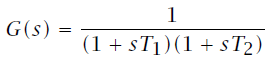 G(s) = 1 / (1 + sT₁)(1 + sT₂)